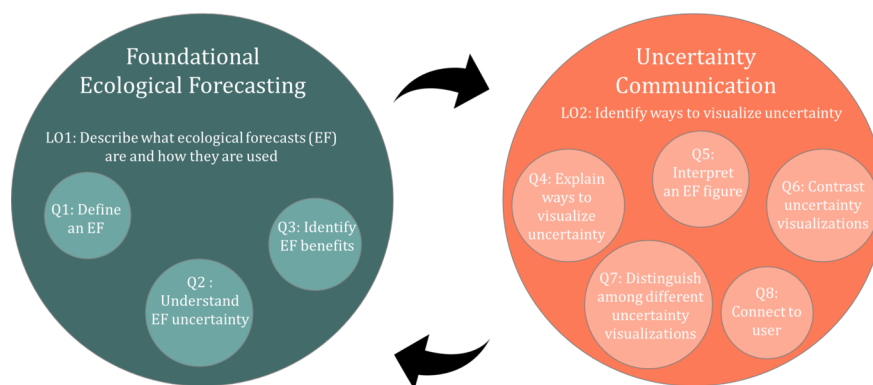 Foundational
Ecological Forecasting
LO1: Describe what ecological forecasts (EF)
are and how they are used
Q1: Define
an EF
Q2 :
Understand
EF uncertainty
Q3: Identify
EF benefits
Uncertainty
Communication
LO2: Identify ways to visualize uncertainty
Q4: Explain
ways to
visualize
uncertainty
Q5:
Interpret
an EF figure
Q6: Contrast
uncertainty
visualizations
Q7: Distinguish
among different
uncertainty
visualizations
Q8:
Connect to
user